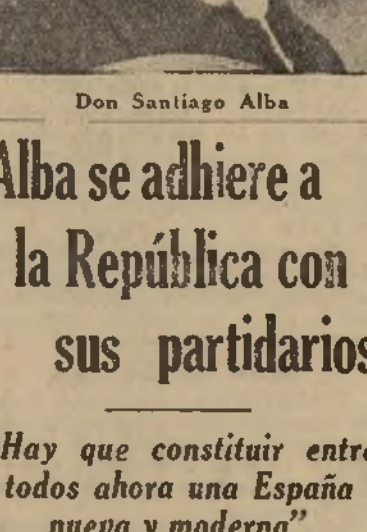 Don Santiago Alba
Alba se adhiere a
la República con
sus partidarios
Hay que constituir entre
todos ahora una España
nueva y moderna”